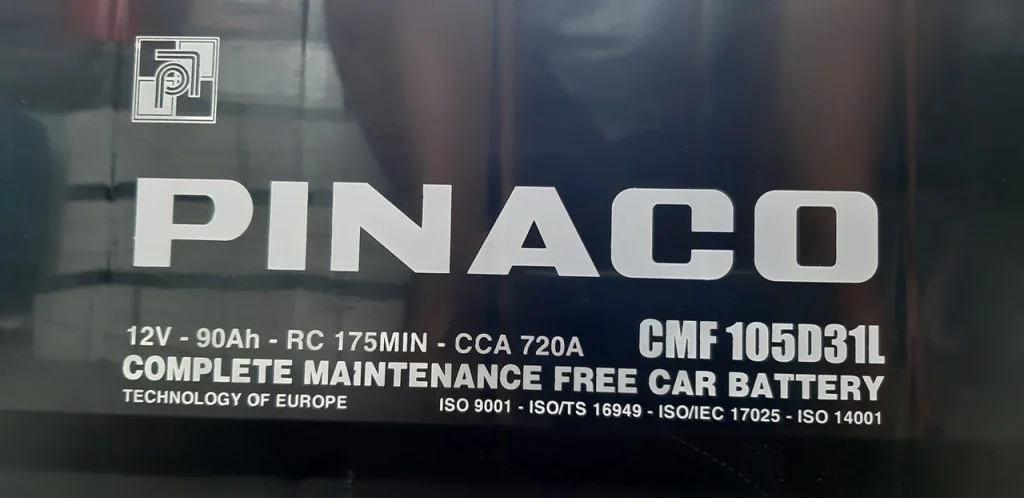 PINACO
12V - 90Ah - RC 175MIN - CCA 720A CMF 105D31L
COMPLETE MAINTENANCE FREE CAR BATTERY
TECHNOLOGY OF EUROPE ISO 9001 - ISO/TS 16949 - ISO/IEC 17025 - ISO 14001